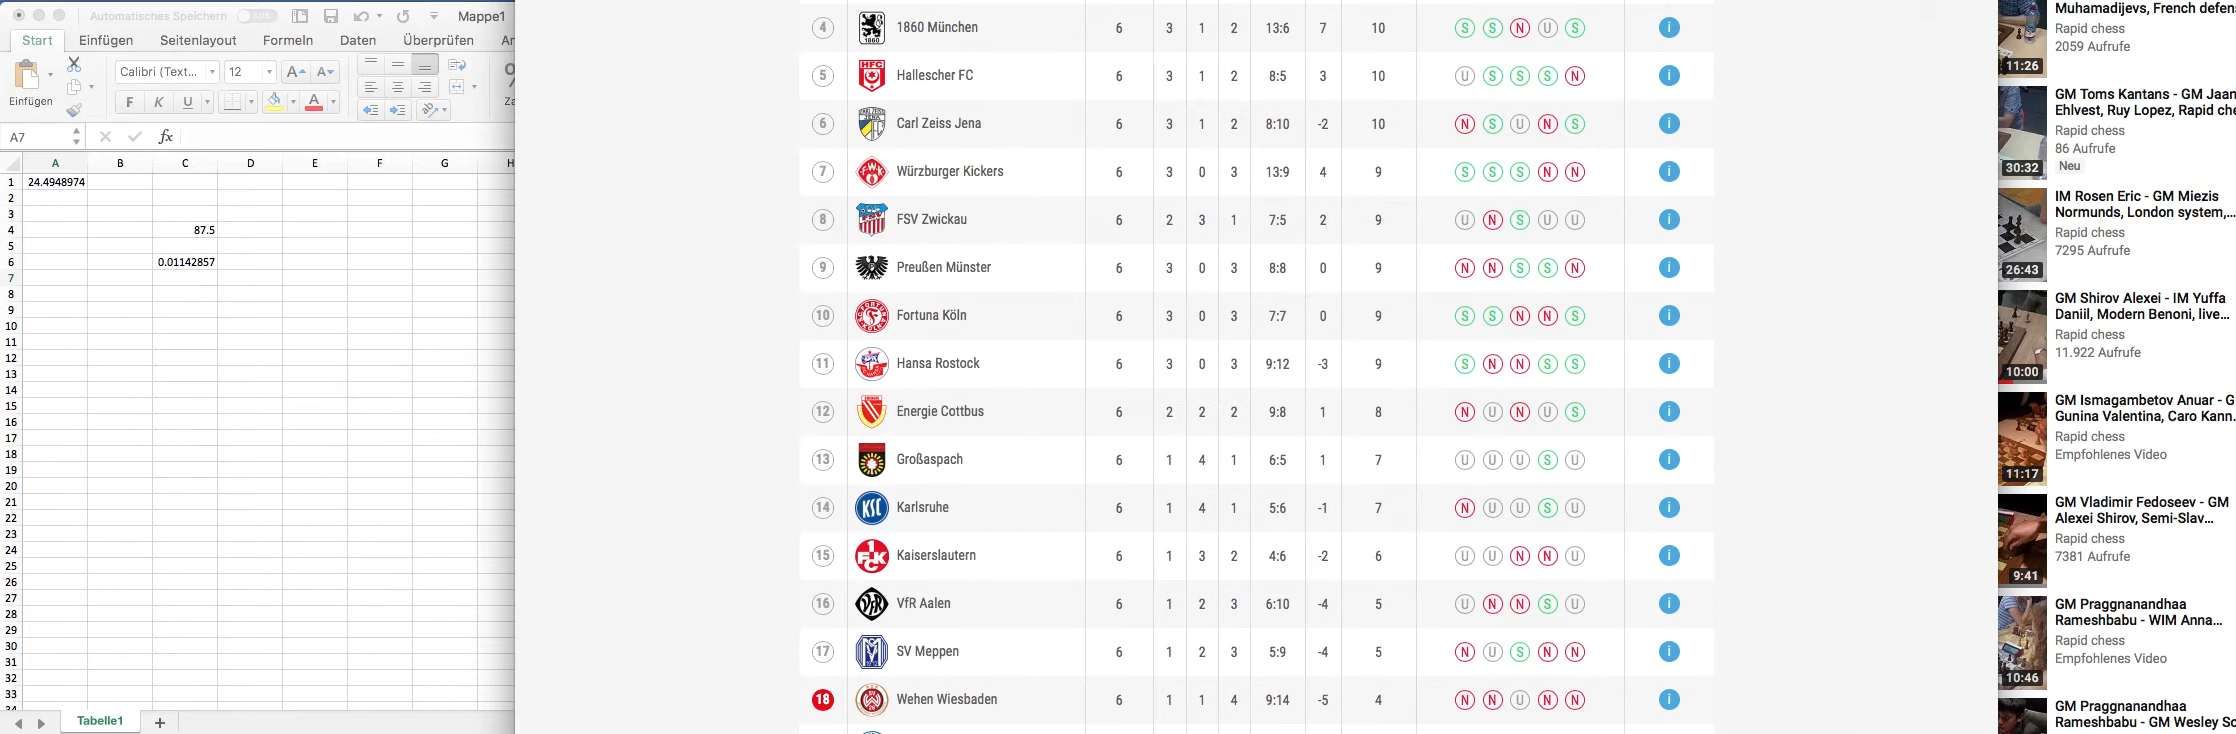 Automatisches Speichern
Mappe1
Start Einfügen Seitenlayout Formeln Daten Überprüfen
Calibri (Text... 12
Einfügen
F K U A
A7 fx
A B C D E F G H
1 24.4948974
2
3
4 87.5
5
6 0.01142857
7
8
9
10
11
12
13
14
15
16
17
18
19
20
21
22
23
24
25
26
27
28
29
30
31
32
33
Tabelle1 +
4 1860 München 6 3 1 2 13:6 7 10 S S N U S i
5 Hallescher FC 6 3 1 2 8:5 3 10 U S S S N i
6 Carl Zeiss Jena 6 3 1 2 8:10 -2 10 N S U N S i
7 Würzburger Kickers 6 3 0 3 13:9 4 9 S S S N N i
8 FSV Zwickau 6 2 3 1 7:5 2 9 U N S U U i
9 Preußen Münster 6 3 0 3 8:8 0 9 N N S S N i
10 Fortuna Köln 6 3 0 3 7:7 0 9 S S N N S i
11 Hansa Rostock 6 3 0 3 9:12 -3 9 S N N S S i
12 Energie Cottbus 6 2 2 2 9:8 1 8 N U N U S i
13 Großaspach 6 1 4 1 6:5 1 7 U U U S U i
14 Karlsruhe 6 1 4 1 5:6 -1 7 N U U S U i
15 Kaiserslautern 6 1 3 2 4:6 -2 6 U U N N U i
16 VfR Aalen 6 1 2 3 6:10 -4 5 U N N S U i
17 SV Meppen 6 1 2 3 5:9 -4 5 N U S N N i
18 Wehen Wiesbaden 6 1 1 4 9:14 -5 4 N N U N N i
Muhamadijevs, French defen
Rapid chess
2059 Aufrufe
11:26
GM Toms Kantans - GM Jaan
Ehlvest, Ruy Lopez, Rapid che
Rapid chess
86 Aufrufe
Neu
30:32
IM Rosen Eric - GM Miezis
Normunds, London system,...
Rapid chess
7295 Aufrufe
26:43
GM Shirov Alexei - IM Yuffa
Daniil, Modern Benoni, live...
Rapid chess
11.922 Aufrufe
10:00
GM Ismagambetov Anuar - G
Gunina Valentina, Caro Kann.
Rapid chess
Empfohlenes Video
11:17
GM Vladimir Fedoseev - GM
Alexei Shirov, Semi-Slav...
Rapid chess
7381 Aufrufe
9:41
GM Praggnanandhaa
Rameshbabu - WIM Anna...
Rapid chess
Empfohlenes Video
10:46
GM Praggnanandhaa
Rameshbabu - GM Wesley So